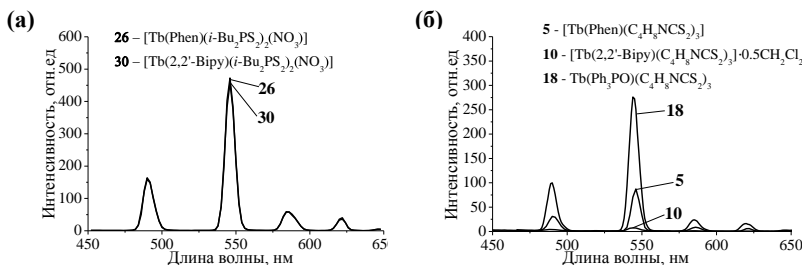 (а)
26 – [Tb(Phen)(i-Bu₂PS₂)₂(NO₃)]
30 – [Tb(2,2'-Bipy)(i-Bu₂PS₂)₂(NO₃)]
Интенсивность, отн.ед
600
500
400
300
200
100
0
26
30
450
500
550
600
650
Длина волны, нм
(б)
5 - [Tb(Phen)(C₄H₈NCS₂)₃]
10 - [Tb(2,2'-Bipy)(C₄H₈NCS₂)₃]·0.5CH₂Cl₂
18 - Tb(Ph₃PO)(C₄H₈NCS₂)₃
Интенсивность, отн.ед
400
350
300
250
200
150
100
50
0
18
5
10
450
500
550
600
650
Длина волны, нм